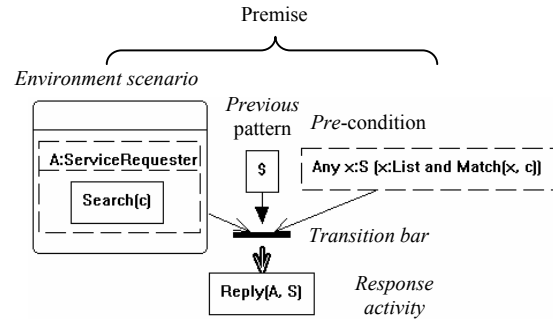 Premise
Environment scenario
Previous
pattern
Pre-condition
A:ServiceRequester
Search(c)
$
Any x:S (x:List and Match(x, c))
Transition bar
Reply(A, S)
Response
activity